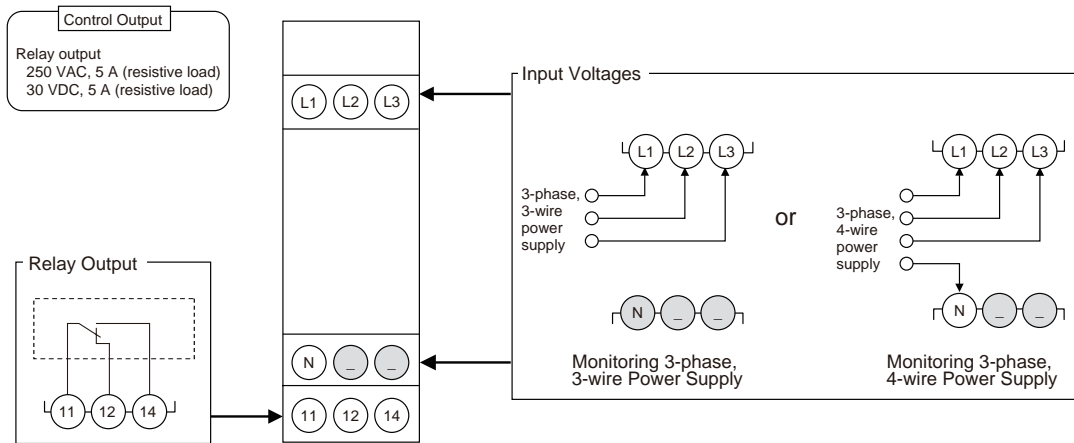 Control Output
Relay output
250 VAC, 5 A (resistive load)
30 VDC, 5 A (resistive load)
L1 L2 L3
Input Voltages
L1 L2 L3
3-phase,
3-wire
power
supply
N _ _
Monitoring 3-phase,
3-wire Power Supply
or
L1 L2 L3
3-phase,
4-wire
power
supply
N _ _
Monitoring 3-phase,
4-wire Power Supply
Relay Output
11 12 14
N _ _
11 12 14